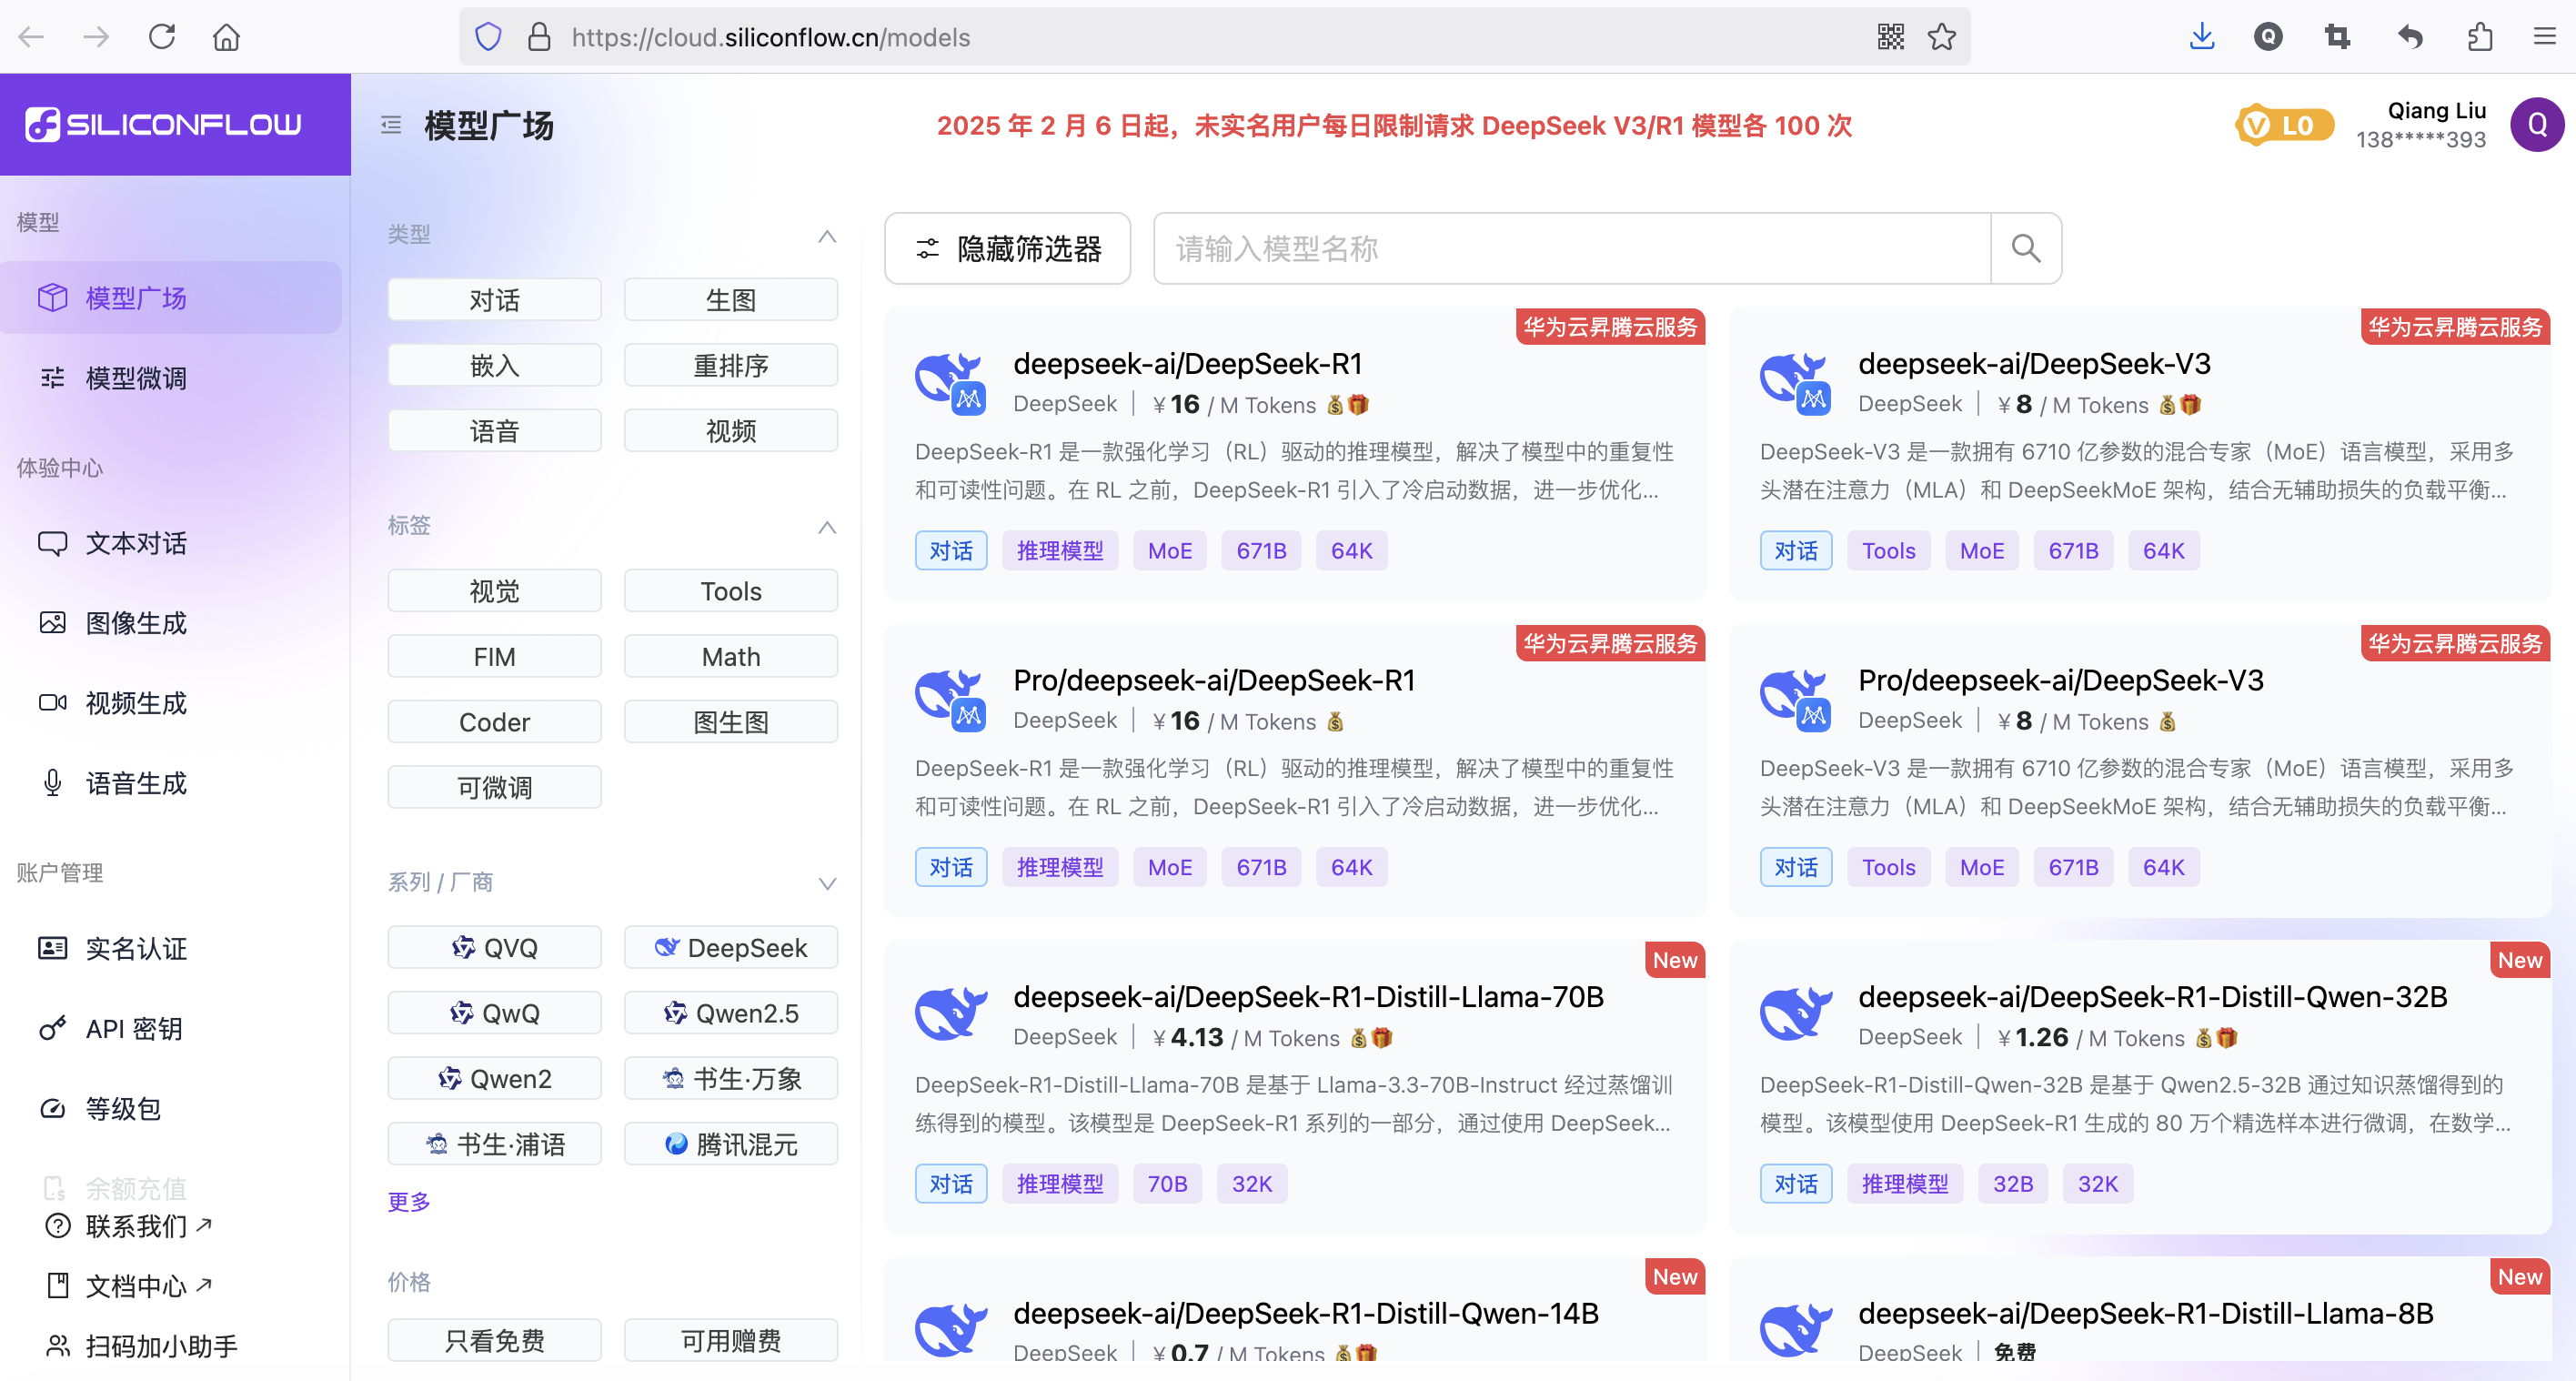 https://cloud.siliconflow.cn/models
SILICONFLOW
模型广场
2025 年 2 月 6 日起，未实名用户每日限制请求 DeepSeek V3/R1 模型各 100 次
L0
Qiang Liu
138*****393
Q
模型
模型广场
模型微调
体验中心
文本对话
图像生成
视频生成
语音生成
账户管理
实名认证
API 密钥
等级包
余额充值
联系我们
文档中心
扫码加小助手
类型
对话
生图
嵌入
重排序
语音
视频
标签
视觉
Tools
FIM
Math
Coder
图生图
可微调
系列 / 厂商
QVQ
DeepSeek
QwQ
Qwen2.5
Qwen2
书生·万象
书生·浦语
腾讯混元
更多
价格
只看免费
可用赠费
隐藏筛选器
请输入模型名称
华为云昇腾云服务
deepseek-ai/DeepSeek-R1
DeepSeek | ¥ 16 / M Tokens
DeepSeek-R1 是一款强化学习（RL）驱动的推理模型，解决了模型中的重复性
和可读性问题。在 RL 之前，DeepSeek-R1 引入了冷启动数据，进一步优化...
对话 推理模型 MoE 671B 64K
华为云昇腾云服务
deepseek-ai/DeepSeek-V3
DeepSeek | ¥ 8 / M Tokens
DeepSeek-V3 是一款拥有 6710 亿参数的混合专家（MoE）语言模型，采用多
头潜在注意力（MLA）和 DeepSeekMoE 架构，结合无辅助损失的负载平衡...
对话 Tools MoE 671B 64K
华为云昇腾云服务
Pro/deepseek-ai/DeepSeek-R1
DeepSeek | ¥ 16 / M Tokens
DeepSeek-R1 是一款强化学习（RL）驱动的推理模型，解决了模型中的重复性
和可读性问题。在 RL 之前，DeepSeek-R1 引入了冷启动数据，进一步优化...
对话 推理模型 MoE 671B 64K
华为云昇腾云服务
Pro/deepseek-ai/DeepSeek-V3
DeepSeek | ¥ 8 / M Tokens
DeepSeek-V3 是一款拥有 6710 亿参数的混合专家（MoE）语言模型，采用多
头潜在注意力（MLA）和 DeepSeekMoE 架构，结合无辅助损失的负载平衡...
对话 Tools MoE 671B 64K
New
deepseek-ai/DeepSeek-R1-Distill-Llama-70B
DeepSeek | ¥ 4.13 / M Tokens
DeepSeek-R1-Distill-Llama-70B 是基于 Llama-3.3-70B-Instruct 经过蒸馏训
练得到的模型。该模型是 DeepSeek-R1 系列的一部分，通过使用 DeepSeek...
对话 推理模型 70B 32K
New
deepseek-ai/DeepSeek-R1-Distill-Qwen-32B
DeepSeek | ¥ 1.26 / M Tokens
DeepSeek-R1-Distill-Qwen-32B 是基于 Qwen2.5-32B 通过知识蒸馏得到的
模型。该模型使用 DeepSeek-R1 生成的 80 万个精选样本进行微调，在数学...
对话 推理模型 32B 32K
New
deepseek-ai/DeepSeek-R1-Distill-Qwen-14B
DeepSeek | ¥ 0.7 / M Tokens
New
deepseek-ai/DeepSeek-R1-Distill-Llama-8B
DeepSeek | 免费